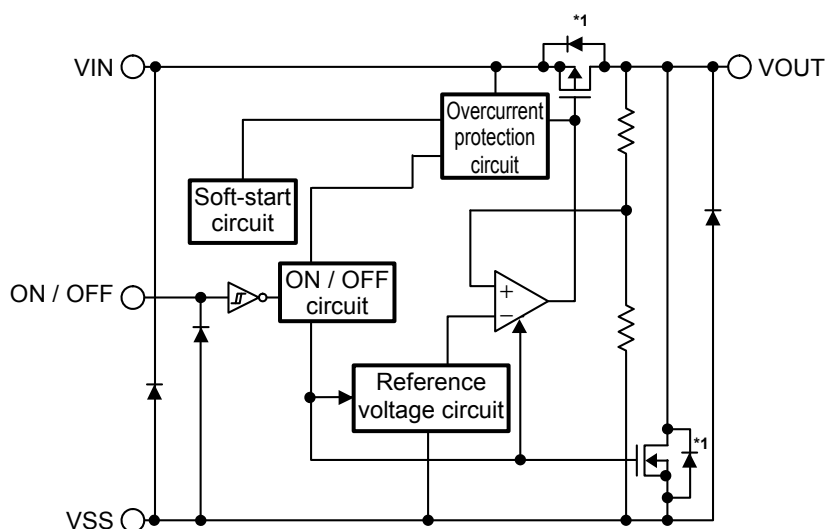 *1
VIN
VOUT
Overcurrent
protection
circuit
Soft-start
circuit
ON / OFF
ON / OFF
circuit
+
−
Reference
voltage circuit
*1
VSS